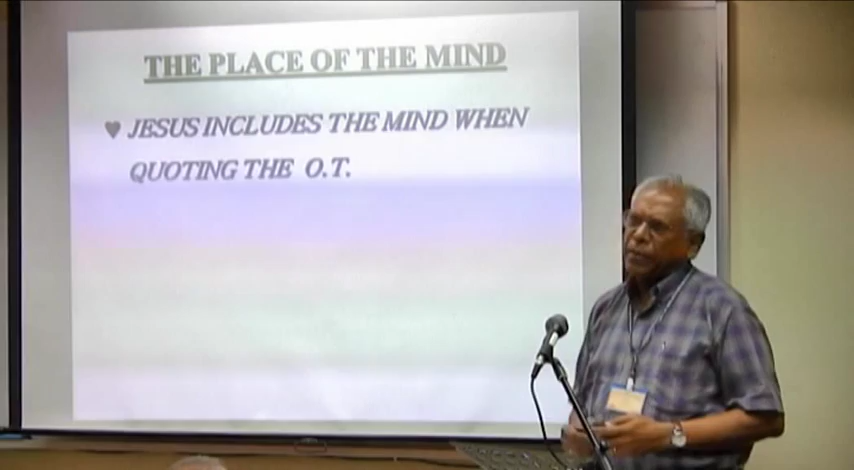 THE PLACE OF THE MIND
JESUS INCLUDES THE MIND WHEN
QUOTING THE O.T.